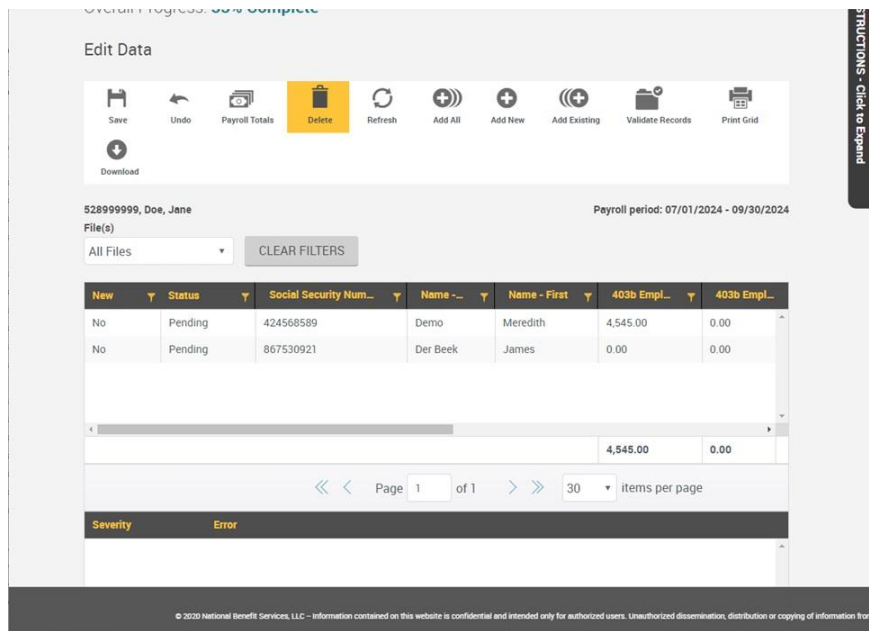 Overall Progress: 35% Complete
Edit Data
Save Undo Payroll Totals Delete Refresh Add All Add New Add Existing Validate Records Print Grid
Download
528999999, Doe, Jane Payroll period: 07/01/2024 - 09/30/2024
File(s)
All Files CLEAR FILTERS
New Status Social Security Num... Name -... Name - First 403b Empl... 403b Empl...
No Pending 424568589 Demo Meredith 4,545.00 0.00
No Pending 867530921 Der Beek James 0.00 0.00
4,545.00 0.00
Page 1 of 1 30 items per page
Severity Error
© 2020 National Benefit Services, LLC – Information contained on this website is confidential and intended only for authorized users. Unauthorized dissemination, distribution or copying of information from
STRUCTIONS - Click to Expand